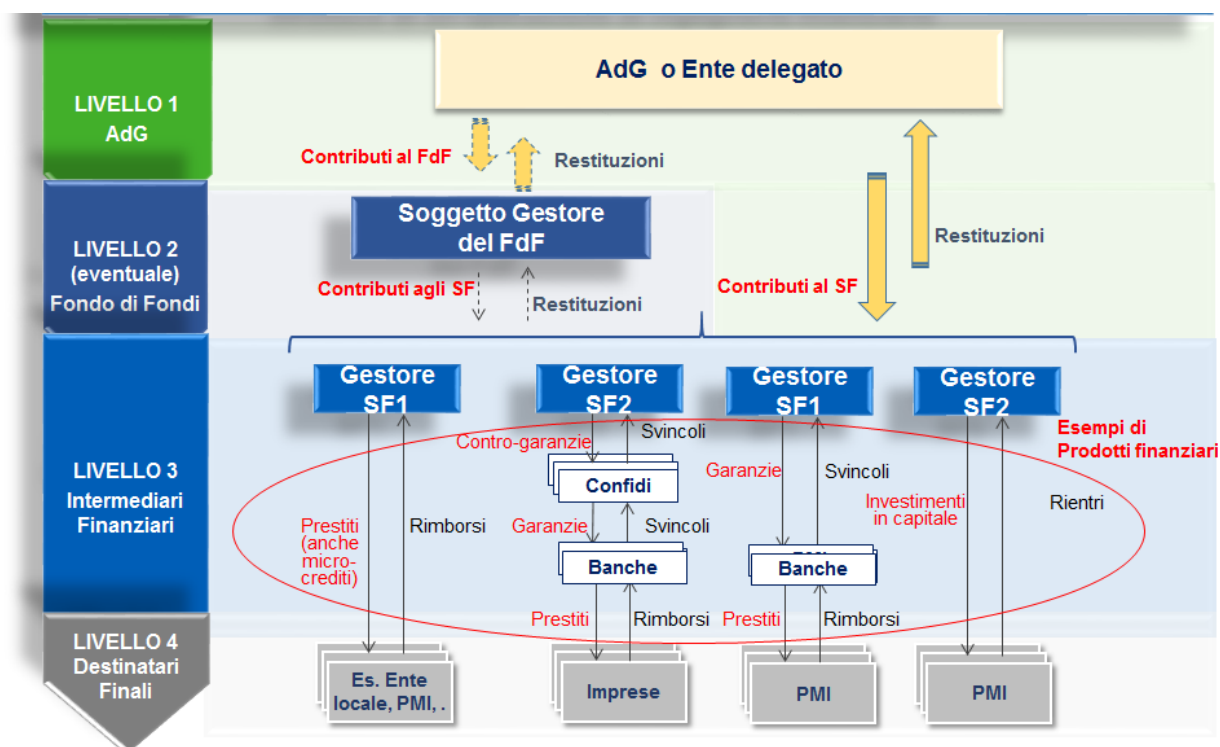 AdG o Ente delegato
LIVELLO 1
AdG
Contributi al FdF
Restituzioni
Soggetto Gestore
del FdF
LIVELLO 2
(eventuale)
Fondo di Fondi
Restituzioni
Contributi agli SF
Restituzioni
Contributi al SF
Gestore
SF1
Gestore
SF2
Gestore
SF1
Gestore
SF2
Esempi di
Prodotti finanziari
LIVELLO 3
Intermediari
Finanziari
Contro-garanzie
Svincoli
Confidi
Garanzie
Svincoli
Investimenti
in capitale
Rientri
Prestiti
(anche
micro-
crediti)
Rimborsi
Garanzie
Svincoli
Banche
Banche
Prestiti
Rimborsi
Prestiti
Rimborsi
LIVELLO 4
Destinatari
Finali
Es. Ente
locale, PMI, .
Imprese
PMI
PMI